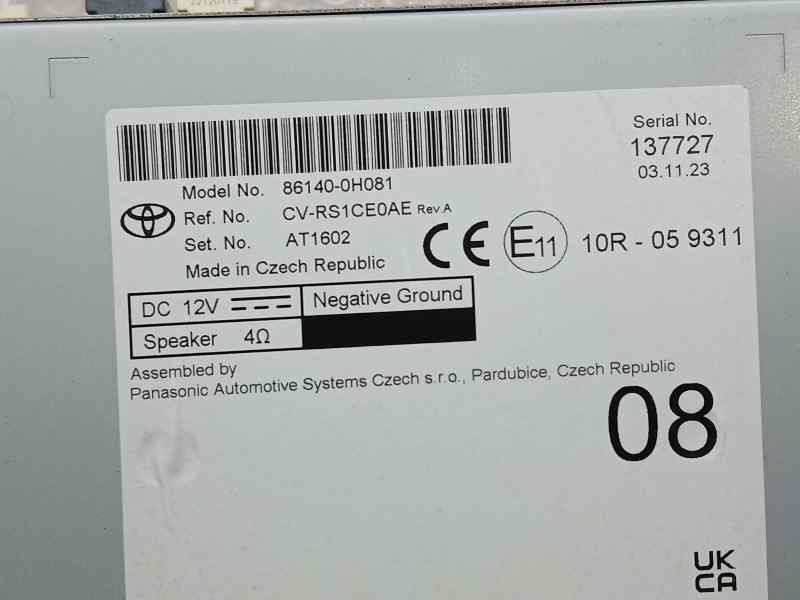 Serial No.
137727
03.11.23
Model No. 86140-0H081
Ref. No. CV-RS1CE0AE Rev.A
Set. No. AT1602
Made in Czech Republic
CE E11 10R - 05 9311
DC 12V Negative Ground
Speaker 4Ω
Assembled by
Panasonic Automotive Systems Czech s.r.o., Pardubice, Czech Republic
08
UK
CA